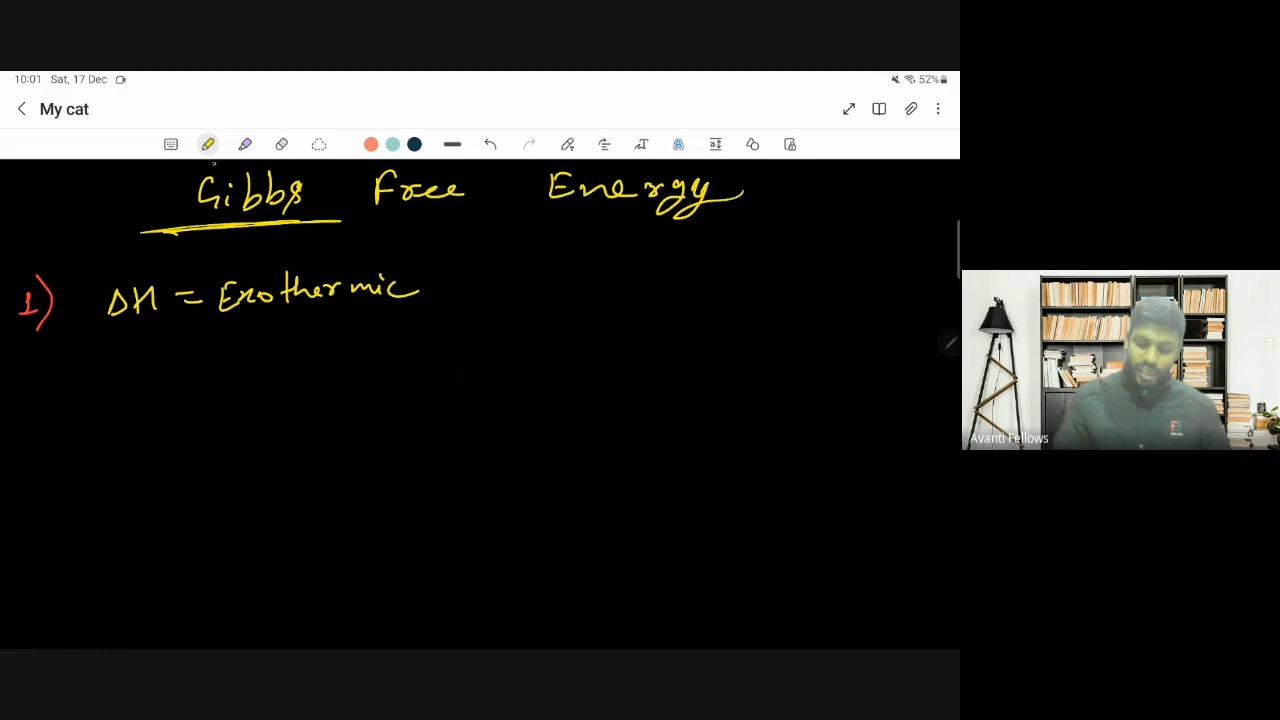 10:01 Sat, 17 Dec 52%
My cat
Gibbs Free Energy
1) ΔH = Exothermic
Avanti Fellows